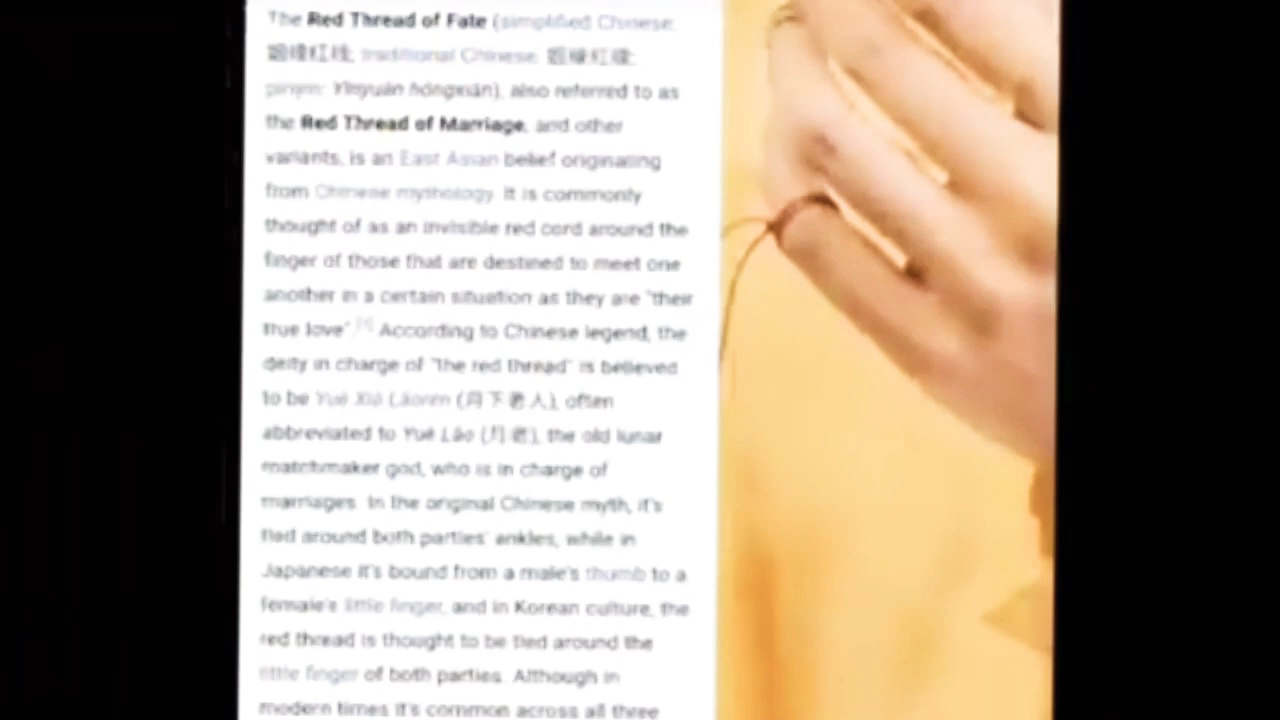 The Red Thread of Fate (simplified Chinese:
姻缘红线; traditional Chinese: 姻緣紅線;
pinyin: Yīnyuán hóngxiàn), also referred to as
the Red Thread of Marriage, and other
variants, is an East Asian belief originating
from Chinese mythology. It is commonly
thought of as an invisible red cord around the
finger of those that are destined to meet one
another in a certain situation as they are "their
true love".[1] According to Chinese legend, the
deity in charge of "the red thread" is believed
to be Yuè Xià Lǎorén (月下老人), often
abbreviated to Yuè Lǎo (月老), the old lunar
matchmaker god, who is in charge of
marriages. In the original Chinese myth, it's
tied around both parties' ankles, while in
Japanese it's bound from a male's thumb to a
female's little finger, and in Korean culture, the
red thread is thought to be tied around the
little finger of both parties. Although in
modern times it's common across all three